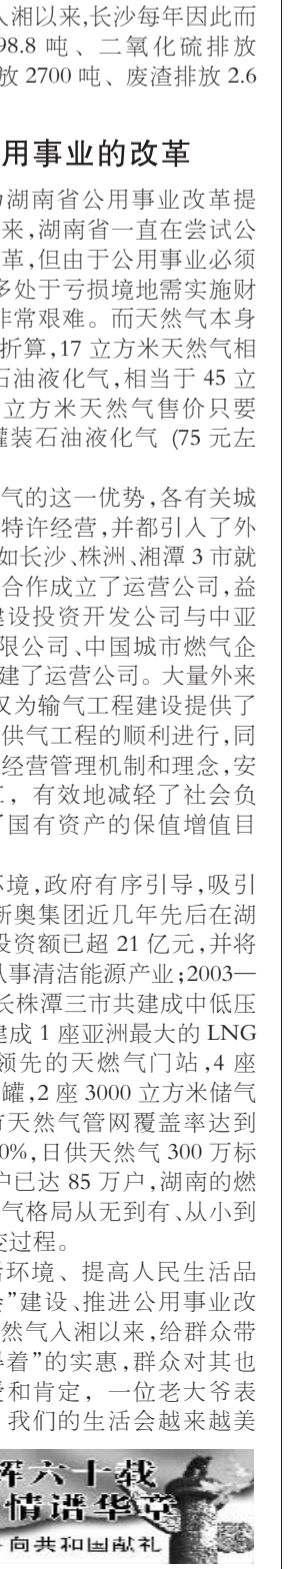 入湘以来,长沙每年因此而
98.8 吨、二氧化硫排放
放 2700 吨、废渣排放 2.6
用事业的改革
湖南省公用事业改革提
来,湖南省一直在尝试公
革,但由于公用事业必须
多处于亏损境地需实施财
非常艰难。而天然气本身
折算,17 立方米天然气相
石油液化气,相当于 45 立
立方米天然气售价只要
罐装石油液化气 (75 元左
气的这一优势,各有关城
特许经营,并都引入了外
如长沙、株洲、湘潭 3 市就
合作成立了运营公司,益
建设投资开发公司与中亚
限公司、中国城市燃气企
建了运营公司。大量外来
仅为输气工程建设提供了
供气工程的顺利进行,同
经营管理机制和理念,安
工，有效地减轻了社会负
了国有资产的保值增值目
环境,政府有序引导,吸引
新奥集团近几年先后在湖
投资额已超 21 亿元,并将
从事清洁能源产业;2003—
长株潭三市共建成中低压
建成 1 座亚洲最大的 LNG
领先的天燃气门站,4 座
罐,2 座 3000 立方米储气
市天然气管网覆盖率达到
0%,日供天然气 300 万标
户已达 85 万户,湖南的燃
气格局从无到有、从小到
变过程。
活环境、提高人民生活品
会”建设、推进公用事业改
然气入湘以来,给群众带
得着”的实惠,群众对其也
爱和肯定，一位老大爷表
我们的生活会越来越美
辉六十载
情谱华章
向共和国献礼